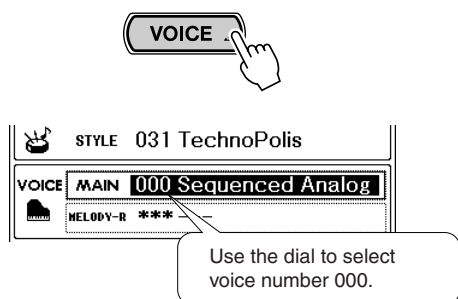 VOICE
STYLE 031 TechnoPolis
VOICE MAIN 000 Sequenced Analog
MELODY-R ***
Use the dial to select
voice number 000.